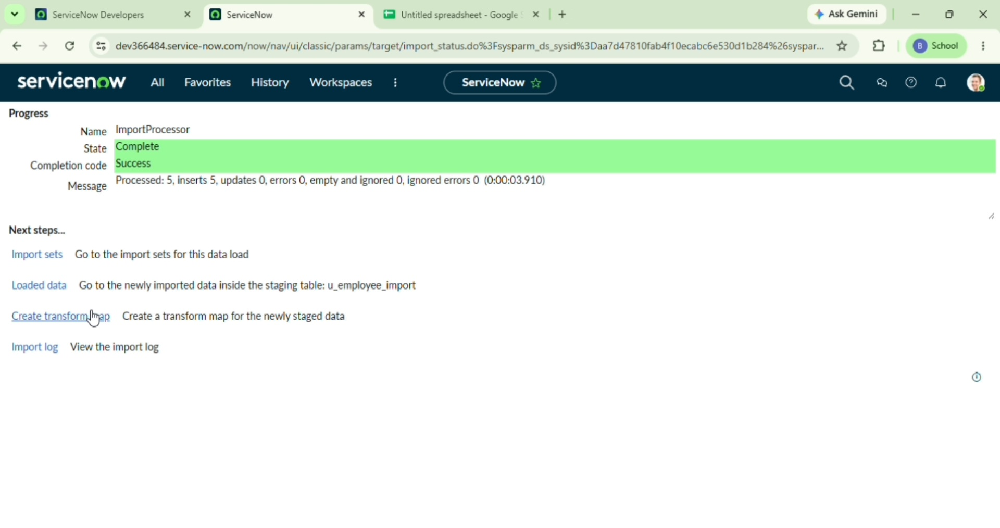 ServiceNow Developers
ServiceNow
Untitled spreadsheet - Google
Ask Gemini
dev366484.service-now.com/now/nav/ui/classic/params/target/import_status.do%3Fsysparm_ds_sysid%3Daa7d47810fab4f10ecabc6e530d1b284%26syspar...
B
School
servicenow
All
Favorites
History
Workspaces
ServiceNow
Progress
Name ImportProcessor
State Complete
Completion code Success
Message Processed: 5, inserts 5, updates 0, errors 0, empty and ignored 0, ignored errors 0 (0:00:03.910)
Next steps...
Import sets Go to the import sets for this data load
Loaded data Go to the newly imported data inside the staging table: u_employee_import
Create transform map Create a transform map for the newly staged data
Import log View the import log